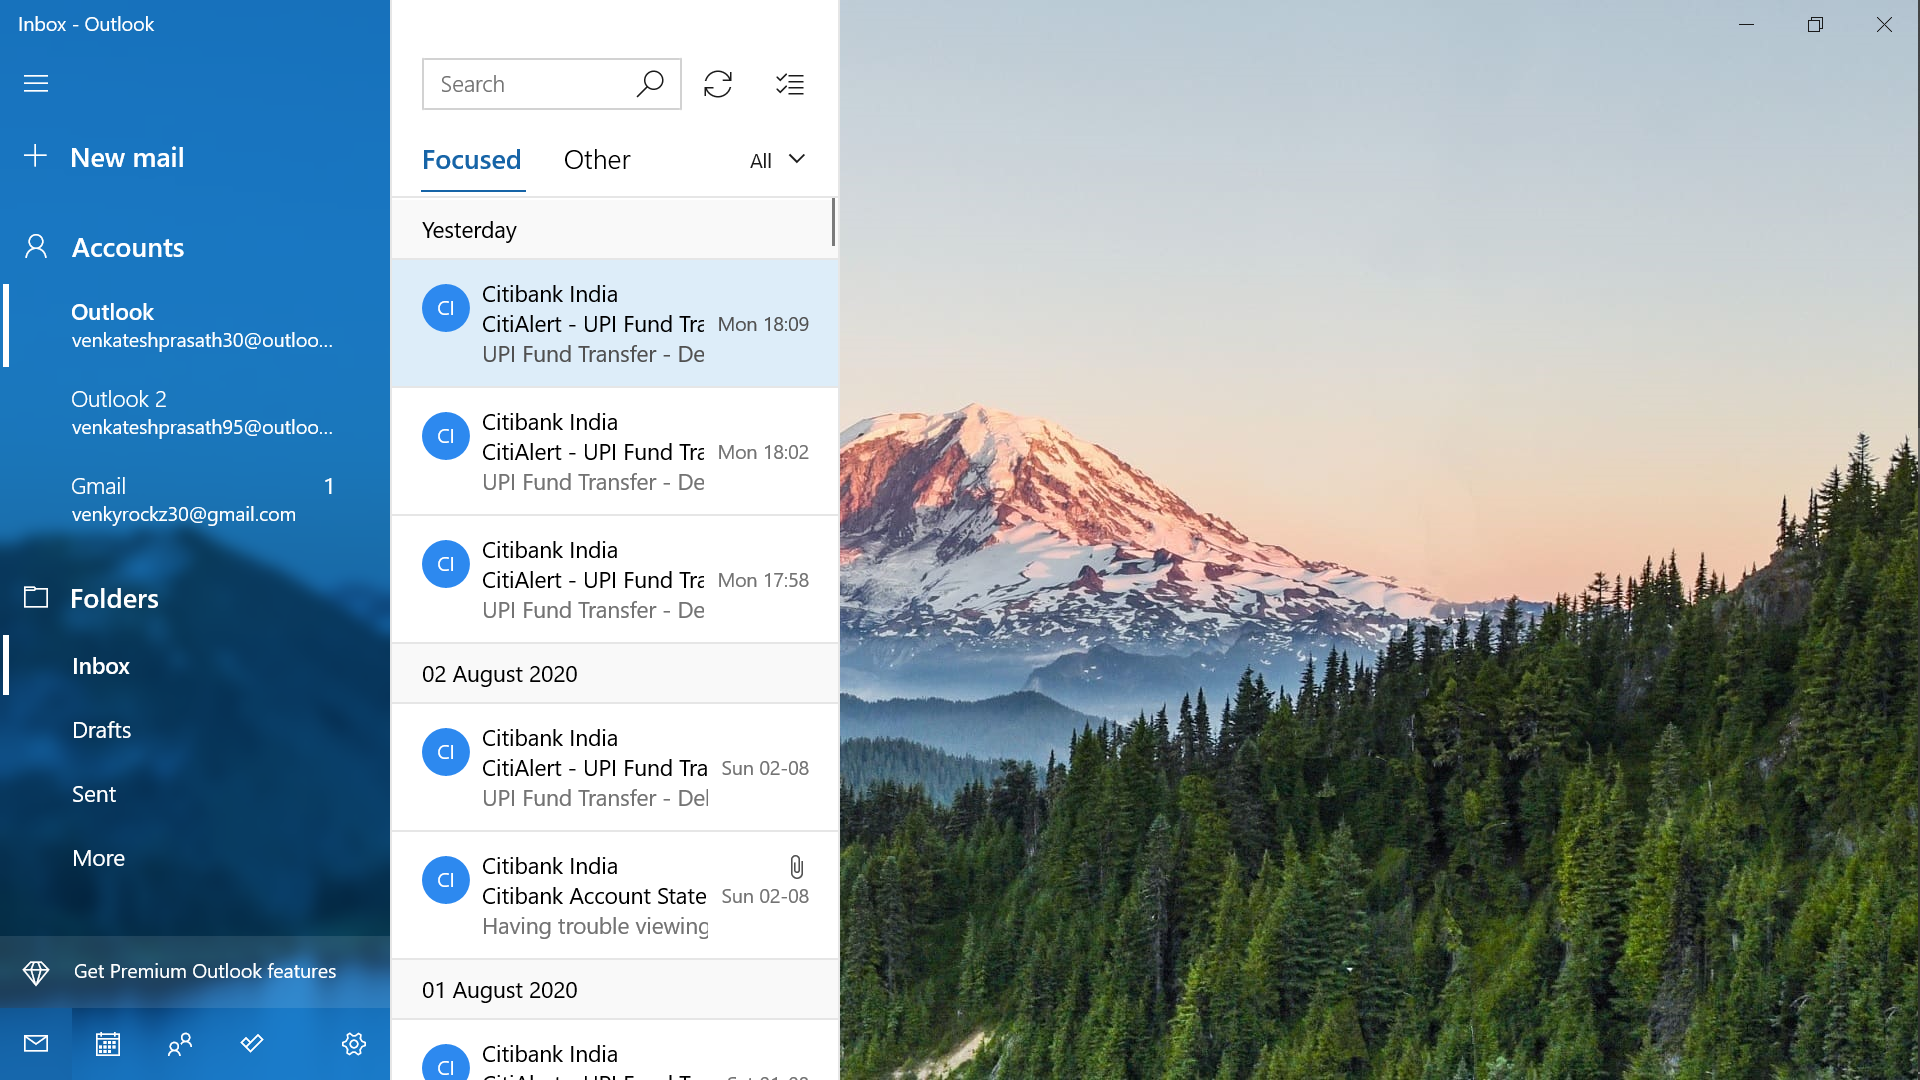 Inbox - Outlook
New mail
Accounts
Outlook
venkateshprasath30@outloo...
Outlook 2
venkateshprasath95@outloo...
Gmail 1
venkyrockz30@gmail.com
Folders
Inbox
Drafts
Sent
More
Get Premium Outlook features
Search
Focused Other All
Yesterday
CI
Citibank India
CitiAlert - UPI Fund Tra Mon 18:09
UPI Fund Transfer - De
CI
Citibank India
CitiAlert - UPI Fund Tra Mon 18:02
UPI Fund Transfer - De
CI
Citibank India
CitiAlert - UPI Fund Tra Mon 17:58
UPI Fund Transfer - De
02 August 2020
CI
Citibank India
CitiAlert - UPI Fund Tra Sun 02-08
UPI Fund Transfer - De
CI
Citibank India
Citibank Account State Sun 02-08
Having trouble viewing
01 August 2020
CI
Citibank India